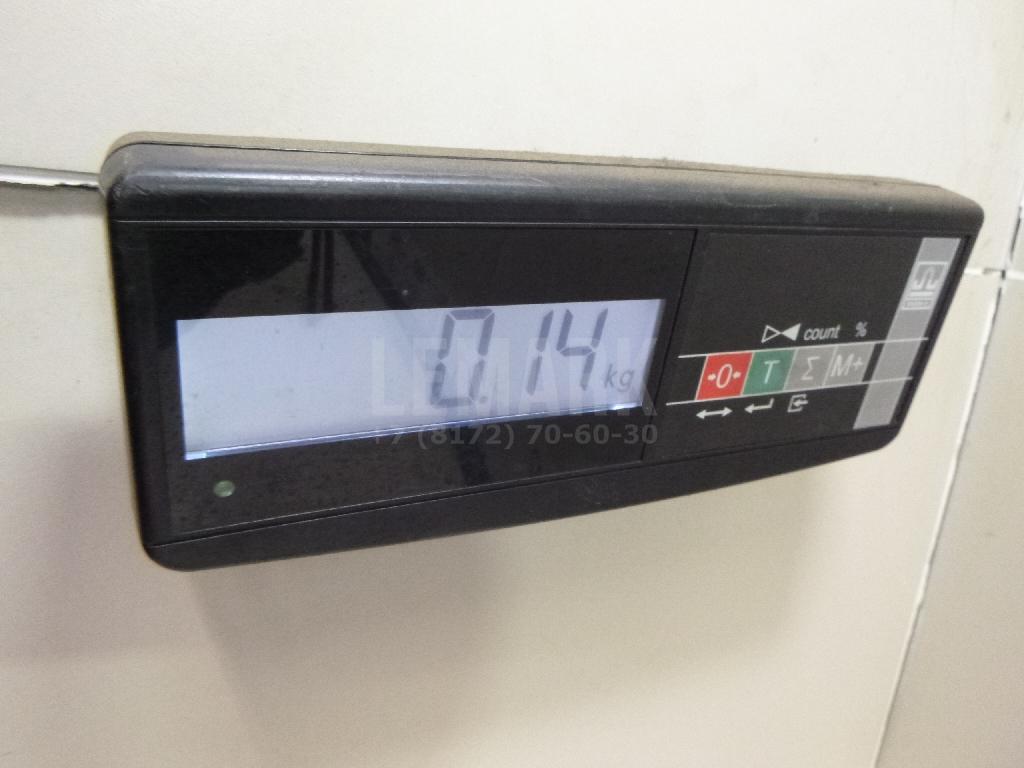 0.14 kg
count %
→0← T Σ M+
LEMARK
+7 (8172) 70-60-30